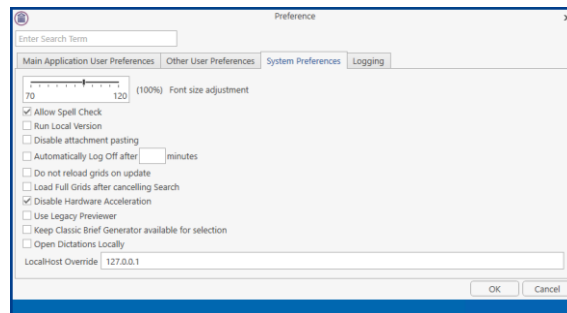 Preference
Enter Search Term
Main Application User Preferences Other User Preferences System Preferences Logging
70 120 (100%) Font size adjustment
Allow Spell Check
Run Local Version
Disable attachment pasting
Automatically Log Off after minutes
Do not reload grids on update
Load Full Grids after cancelling Search
Disable Hardware Acceleration
Use Legacy Previewer
Keep Classic Brief Generator available for selection
Open Dictations Locally
LocalHost Override 127.0.0.1
OK Cancel